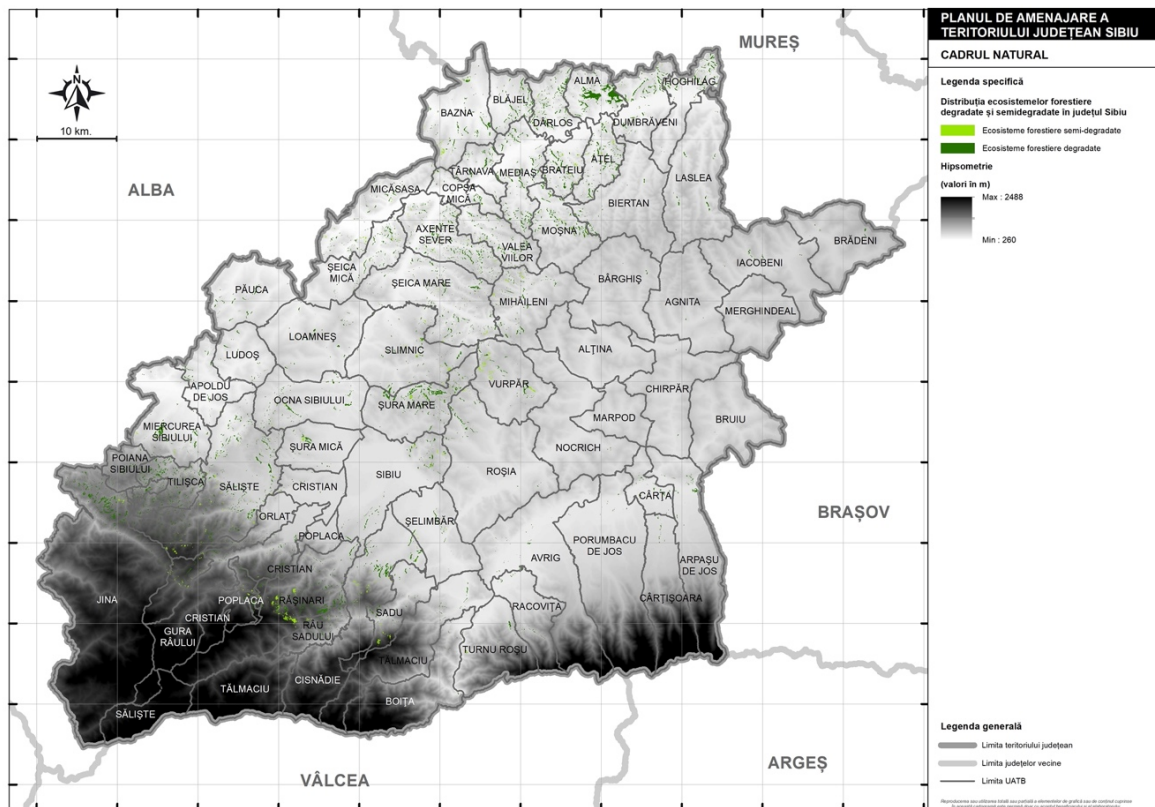 PLANUL DE AMENAJARE A
TERITORIULUI JUDEȚEAN SIBIU
CADRUL NATURAL
Legenda specifică
Distribuția ecosistemelor forestiere
degradate și semidegradate în județul Sibiu
Ecosisteme forestiere semi-degradate
Ecosisteme forestiere degradate
Hipsometrie
(valori în m)
Max : 2488
Min : 260
MUREȘ
N
10 km.
ALBA
BRAȘOV
VÂLCEA
ARGEȘ
ALMA
HOGHILAG
BAZNA
BLĂJEL
DÂRLOS
DUMBRĂVENI
TÂRNAVA
MEDIAȘ
BRATEIU
AȚEL
LASLEA
MICĂSASA
COPȘA
MICĂ
BIERTAN
AXENTE
SEVER
MOȘNA
VALEA
VIILOR
BRĂDENI
IACOBENI
ȘEICA
MICĂ
ȘEICA MARE
BÂRGHIȘ
PĂUCA
MIHĂILENI
AGNITA
MERGHINDEAL
LOAMNEȘ
SLIMNIC
ALȚINA
LUDOȘ
APOLDU
DE JOS
VURPĂR
CHIRPĂR
OCNA SIBIULUI
ȘURA MARE
MARPOD
BRUIU
MIERCUREA
SIBIULUI
ȘURA MICĂ
NOCRICH
POIANA
SIBIULUI
TILIȘCA
SĂLIȘTE
CRISTIAN
SIBIU
ROȘIA
CÂRȚA
ORLAT
ȘELIMBĂR
POPLACA
AVRIG
PORUMBACU
DE JOS
ARPAȘU
DE JOS
CRISTIAN
JINA
POPLACA
RĂȘINARI
CÂRȚIȘOARA
CRISTIAN
RACOVIȚA
SADU
GURA
RÂULUI
RÂU
SADULUI
TURNU ROȘU
TĂLMACIU
CISNĂDIE
TĂLMACIU
BOIȚA
SĂLIȘTE
Legenda generală
Limita teritoriului județean
Limita județelor vecine
Limita UATB